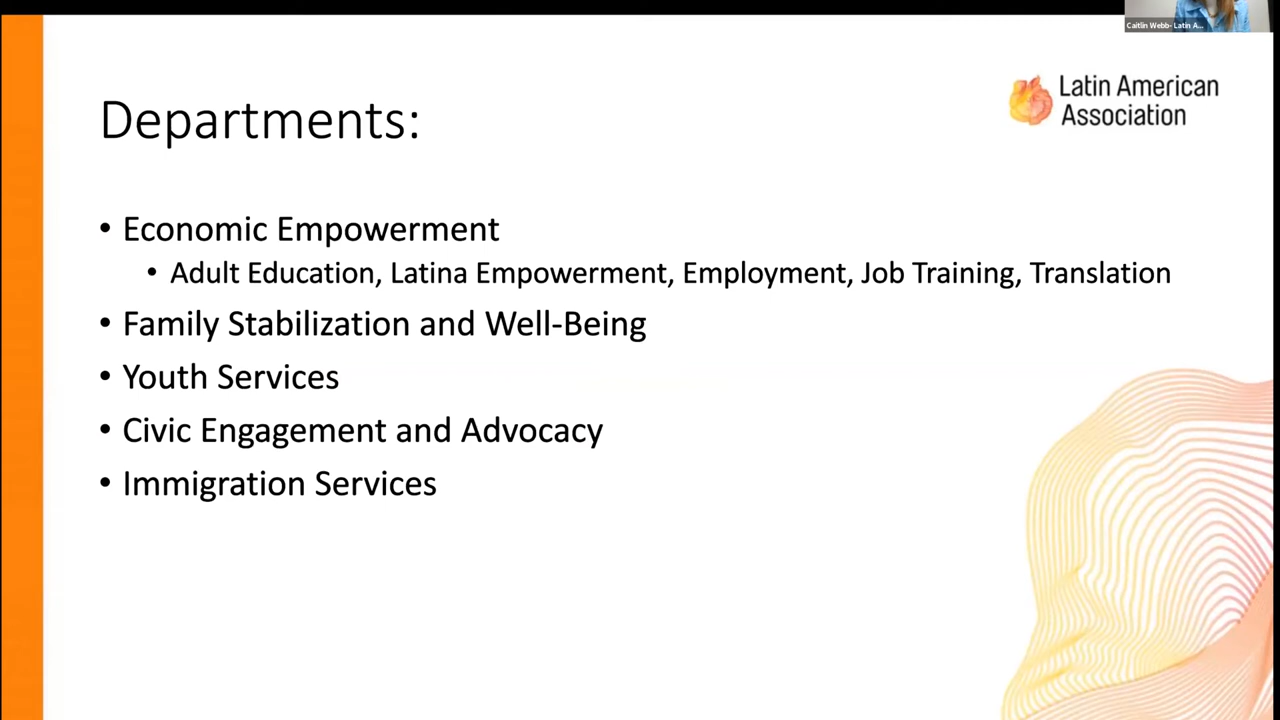 Caitlin Webb- Latin A...
Latin American
Association
Departments:
• Economic Empowerment
• Adult Education, Latina Empowerment, Employment, Job Training, Translation
• Family Stabilization and Well-Being
• Youth Services
• Civic Engagement and Advocacy
• Immigration Services